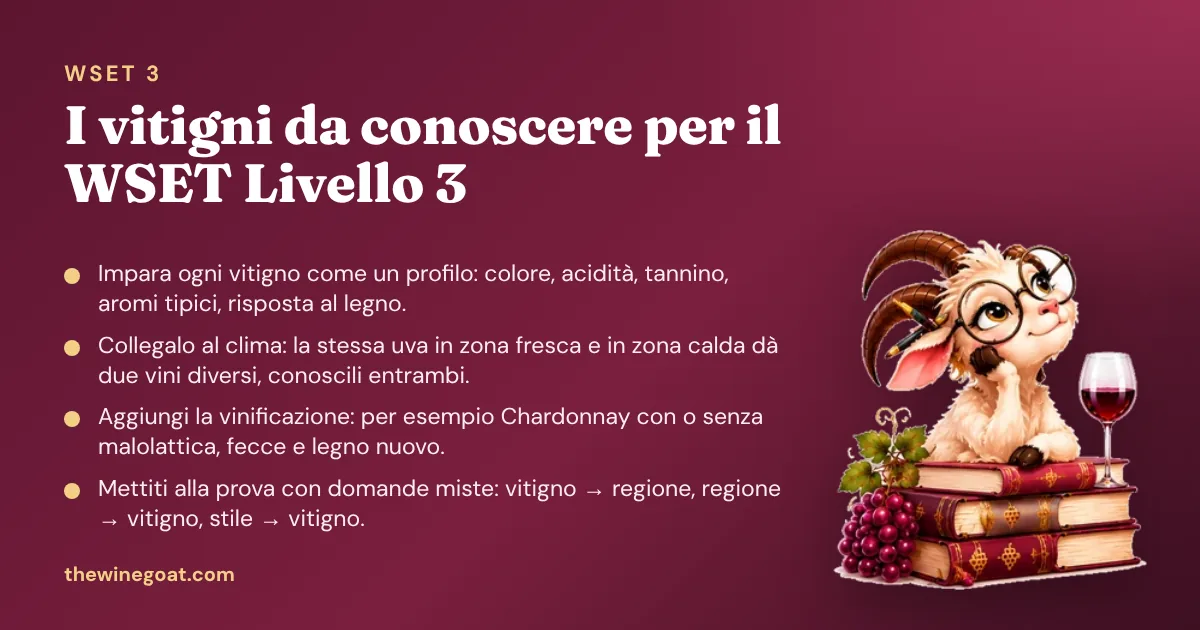 WSET 3
I vitigni da conoscere per il
WSET Livello 3
Impara ogni vitigno come un profilo: colore, acidità, tannino,
aromi tipici, risposta al legno.
Collegalo al clima: la stessa uva in zona fresca e in zona calda dà
due vini diversi, conoscili entrambi.
Aggiungi la vinificazione: per esempio Chardonnay con o senza
malolattica, fecce e legno nuovo.
Mettiti alla prova con domande miste: vitigno → regione, regione
→ vitigno, stile → vitigno.
thewinegoat.com